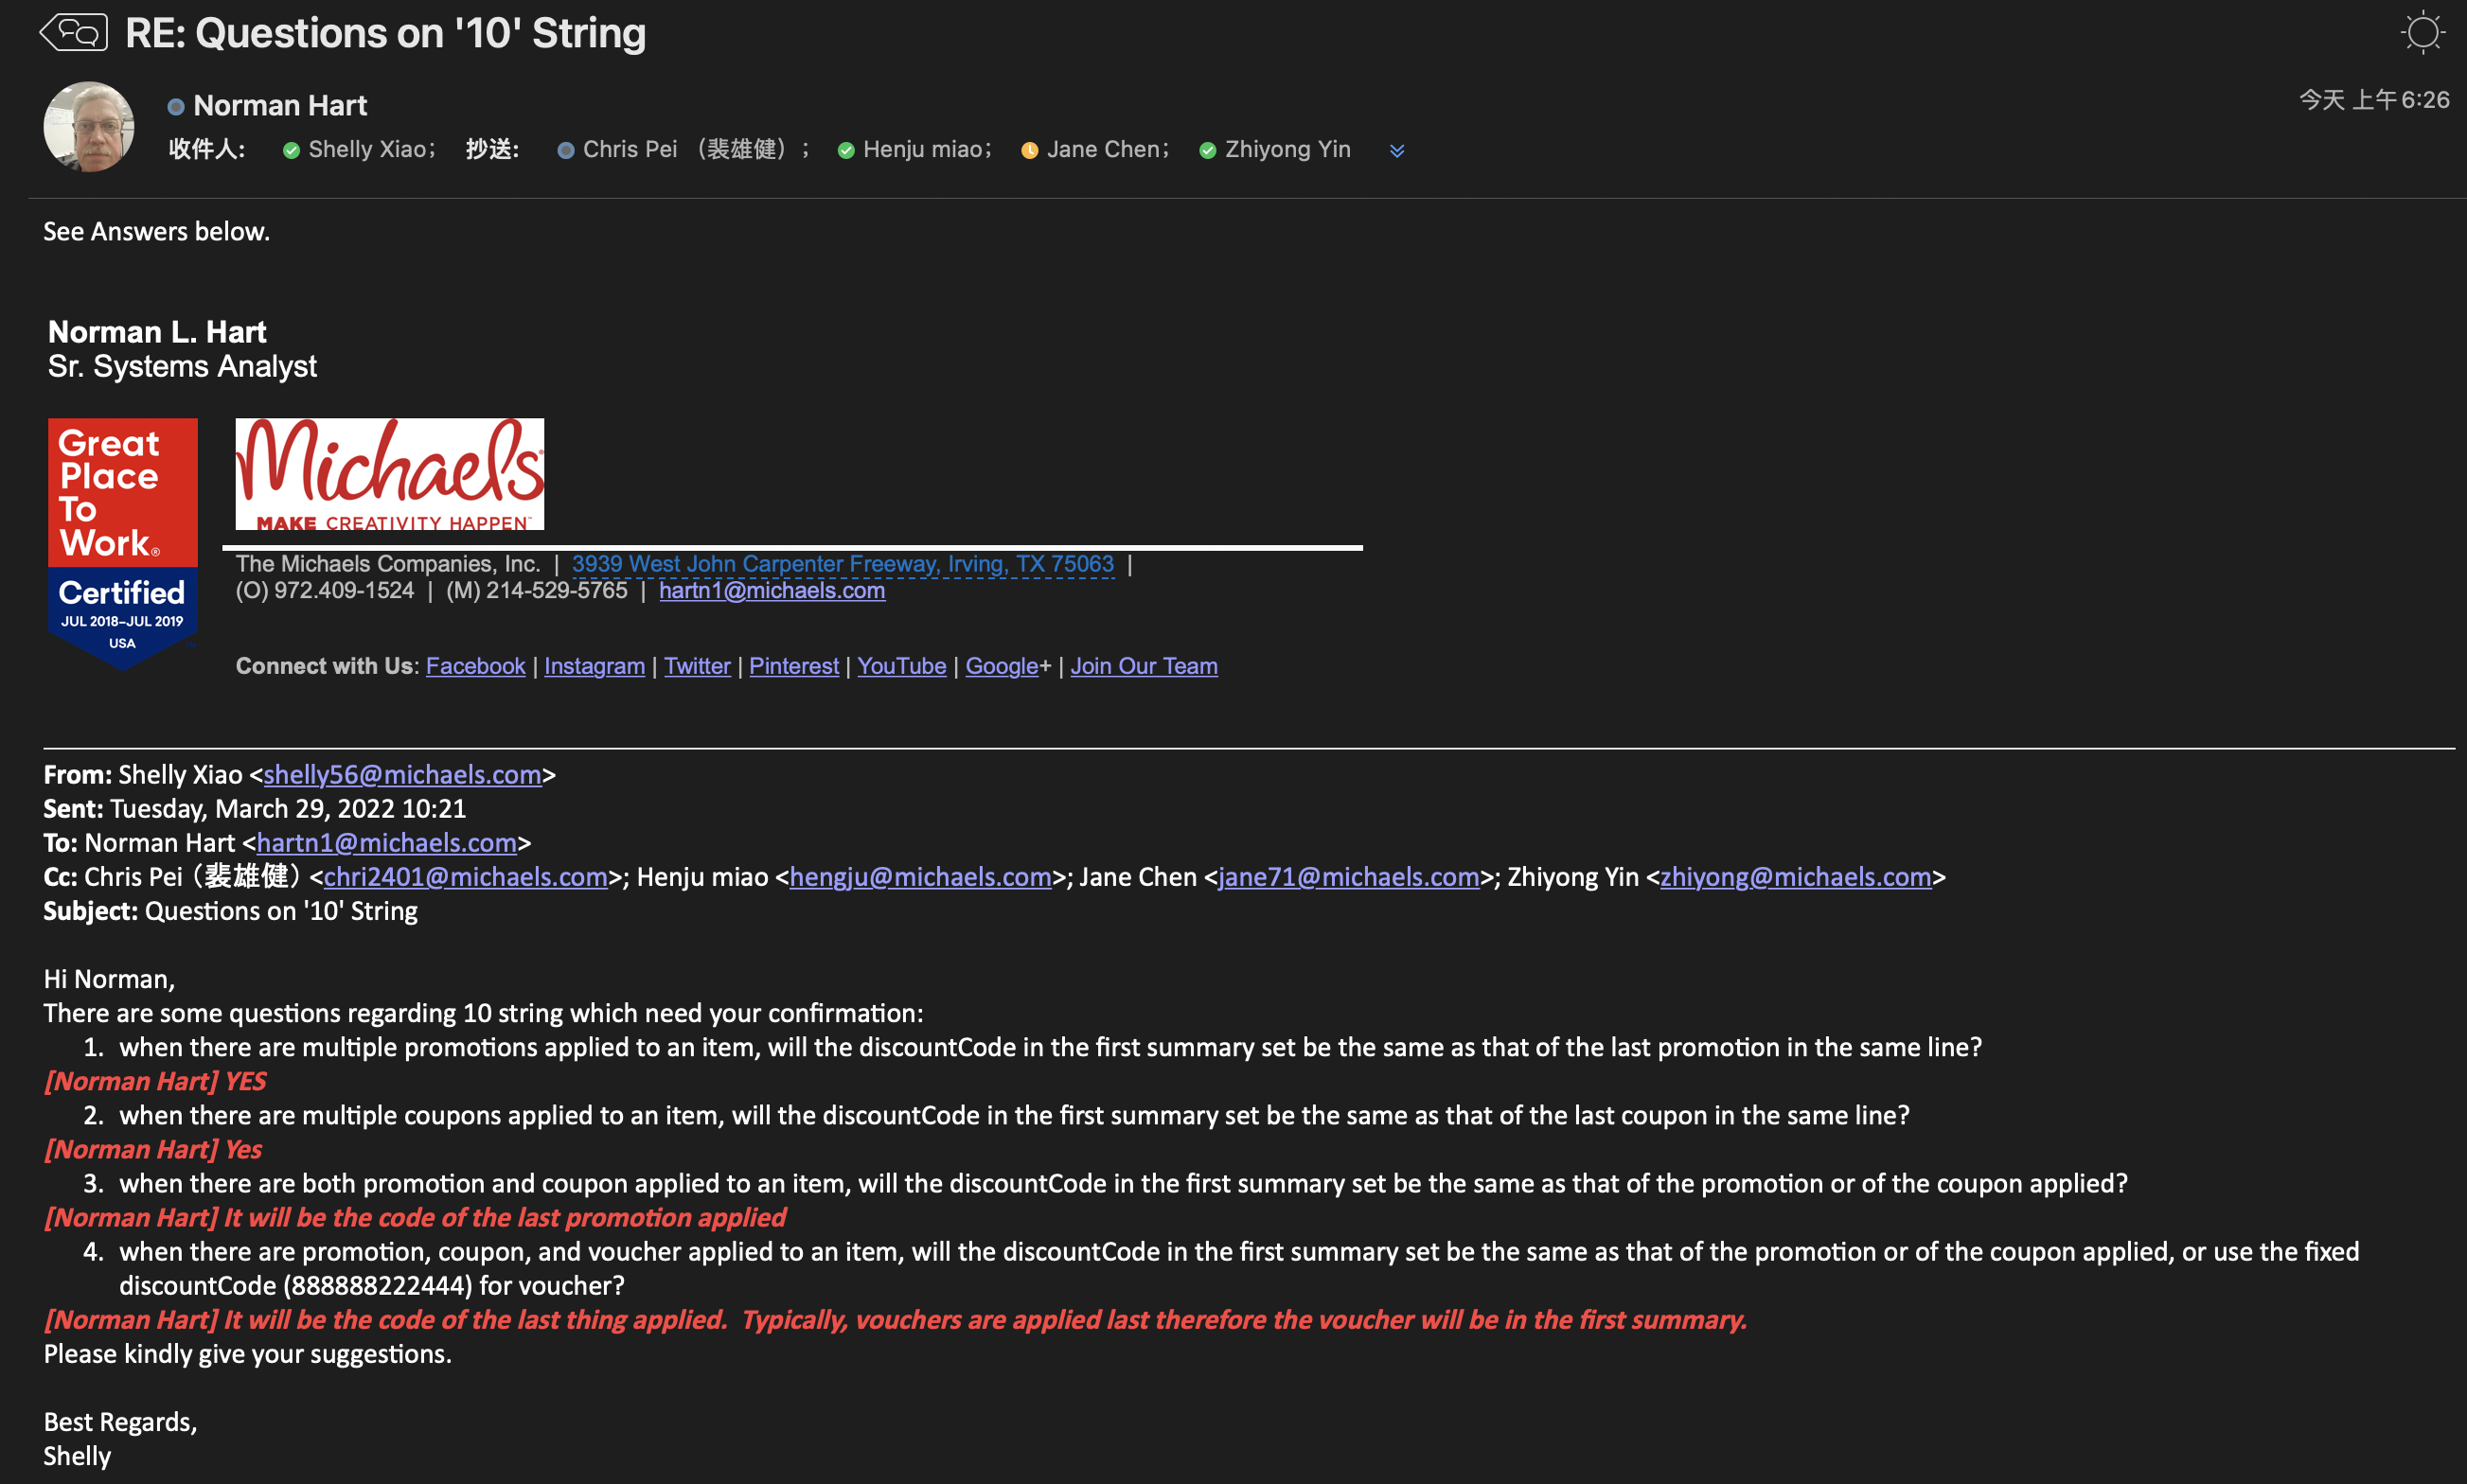 RE: Questions on '10' String
Norman Hart
今天 上午6:26
收件人: Shelly Xiao; 抄送: Chris Pei （裴雄健）; Henju miao; Jane Chen; Zhiyong Yin
See Answers below.
Norman L. Hart
Sr. Systems Analyst
Great
Place
To
Work®
Certified
JUL 2018–JUL 2019
USA
Michaels
MAKE CREATIVITY HAPPEN™
The Michaels Companies, Inc. | 3939 West John Carpenter Freeway, Irving, TX 75063 |
(O) 972.409-1524 | (M) 214-529-5765 | hartn1@michaels.com
Connect with Us: Facebook | Instagram | Twitter | Pinterest | YouTube | Google+ | Join Our Team
From: Shelly Xiao <shelly56@michaels.com>
Sent: Tuesday, March 29, 2022 10:21
To: Norman Hart <hartn1@michaels.com>
Cc: Chris Pei （裴雄健） <chri2401@michaels.com>; Henju miao <hengju@michaels.com>; Jane Chen <jane71@michaels.com>; Zhiyong Yin <zhiyong@michaels.com>
Subject: Questions on '10' String
Hi Norman,
There are some questions regarding 10 string which need your confirmation:
1. when there are multiple promotions applied to an item, will the discountCode in the first summary set be the same as that of the last promotion in the same line?
[Norman Hart] YES
2. when there are multiple coupons applied to an item, will the discountCode in the first summary set be the same as that of the last coupon in the same line?
[Norman Hart] Yes
3. when there are both promotion and coupon applied to an item, will the discountCode in the first summary set be the same as that of the promotion or of the coupon applied?
[Norman Hart] It will be the code of the last promotion applied
4. when there are promotion, coupon, and voucher applied to an item, will the discountCode in the first summary set be the same as that of the promotion or of the coupon applied, or use the fixed
discountCode (888888222444) for voucher?
[Norman Hart] It will be the code of the last thing applied.  Typically, vouchers are applied last therefore the voucher will be in the first summary.
Please kindly give your suggestions.
Best Regards,
Shelly